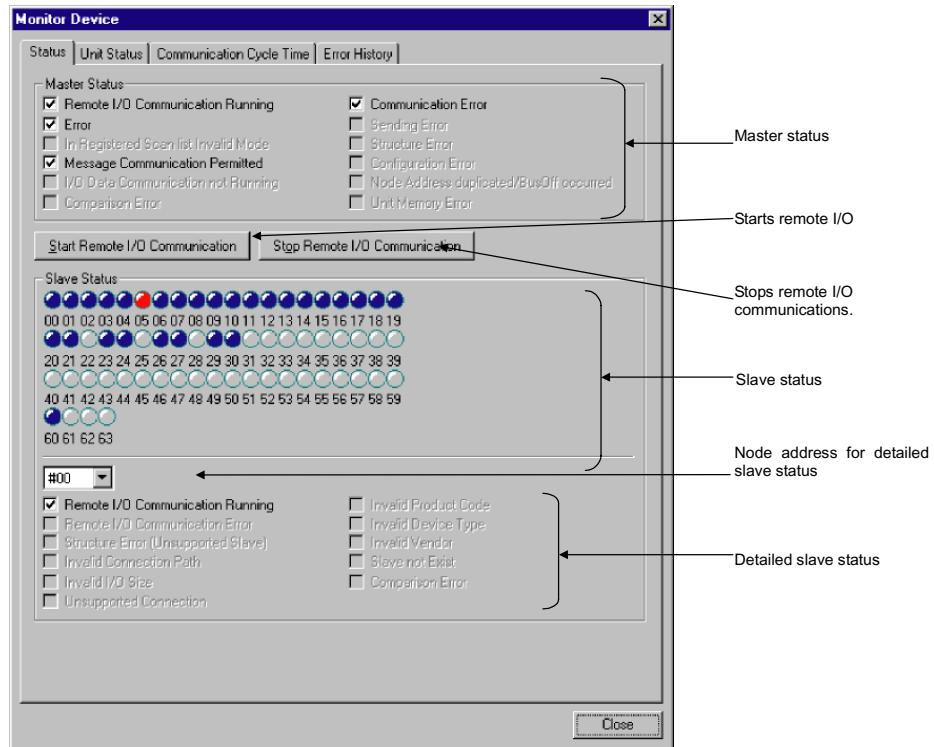 Monitor Device
Status Unit Status Communication Cycle Time Error History
Master Status
Remote I/O Communication Running
Communication Error
Error
Sending Error
In Registered Scan list Invalid Mode
Structure Error
Message Communication Permitted
Configuration Error
I/O Data Communication not Running
Node Address duplicated/BusOff occurred
Comparison Error
Unit Memory Error
Master status
Start Remote I/O Communication
Stop Remote I/O Communication
Starts remote I/O
Stops remote I/O
communications.
Slave Status
00 01 02 03 04 05 06 07 08 09 10 11 12 13 14 15 16 17 18 19
20 21 22 23 24 25 26 27 28 29 30 31 32 33 34 35 36 37 38 39
40 41 42 43 44 45 46 47 48 49 50 51 52 53 54 55 56 57 58 59
60 61 62 63
Slave status
#00
Node address for detailed
slave status
Remote I/O Communication Running
Invalid Product Code
Remote I/O Communication Error
Invalid Device Type
Structure Error (Unsupported Slave)
Invalid Vendor
Invalid Connection Path
Slave not Exist
Invalid I/O Size
Comparison Error
Unsupported Connection
Detailed slave status
Close